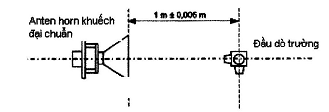 Anten horn khuếch
đại chuẩn
1 m ± 0,005 m
Đầu dò trường